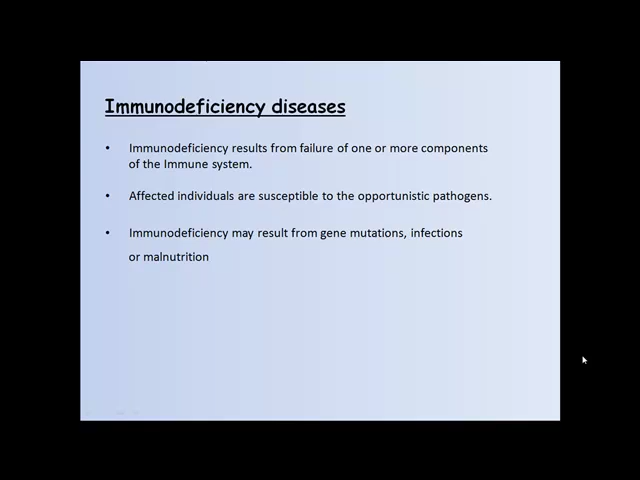 Immunodeficiency diseases
• Immunodeficiency results from failure of one or more components
of the Immune system.
• Affected individuals are susceptible to the opportunistic pathogens.
• Immunodeficiency may result from gene mutations, infections
or malnutrition